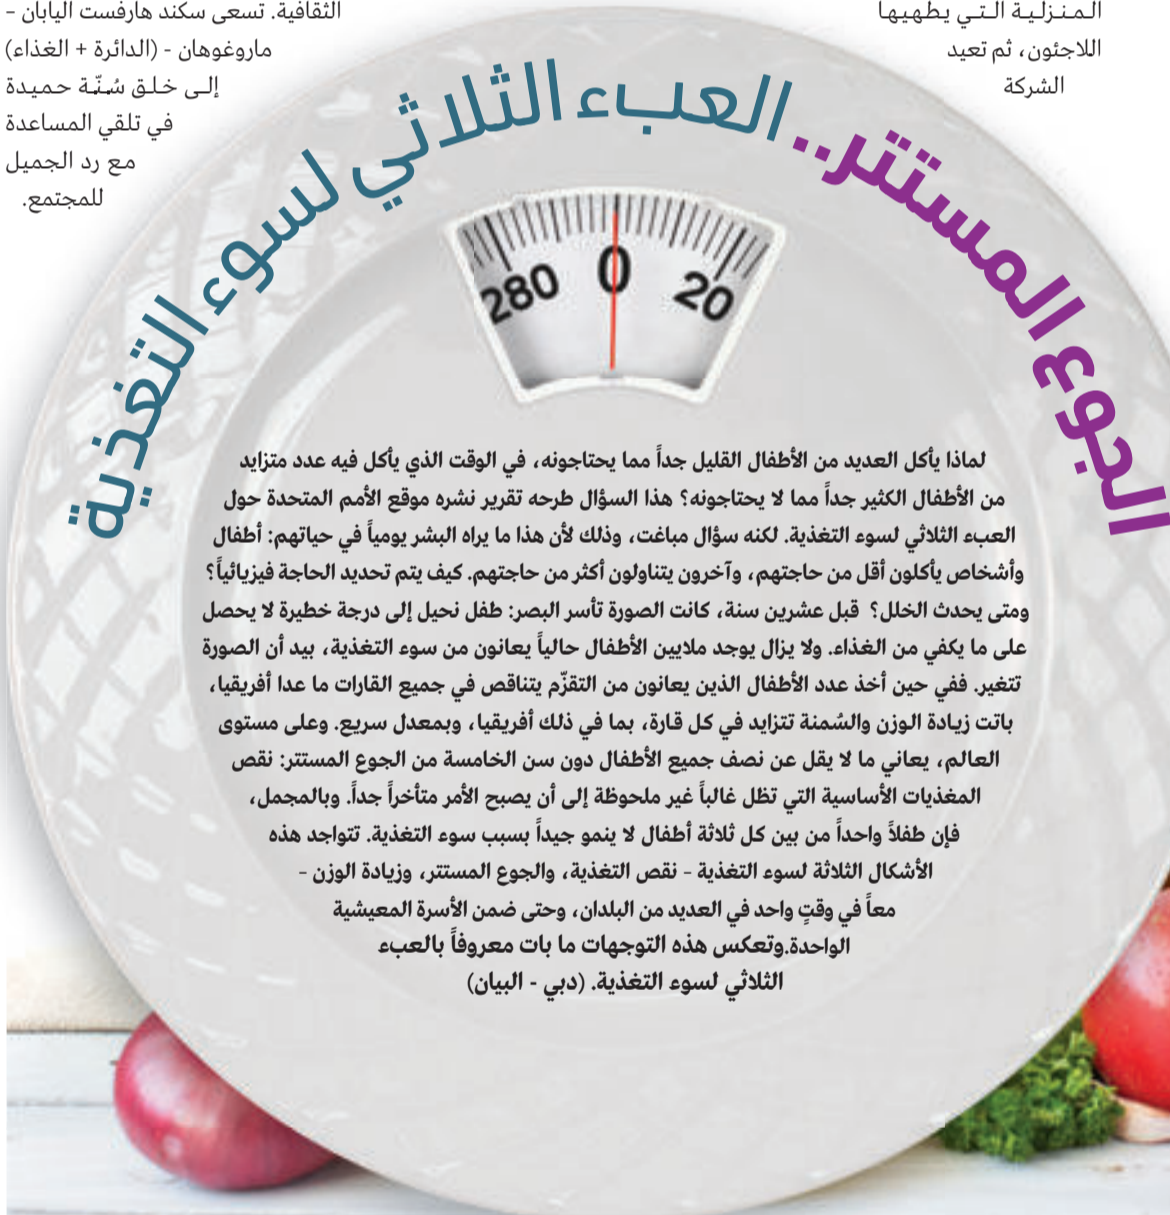 المنزلية التي يطهيها
اللاجئون، ثم تعيد
الشركة
الثقافية. تسعى سكند هارفست اليابان –
ماروغوهان - (الدائرة + الغذاء)
إلى خلق سُنّة حميدة
في تلقي المساعدة
مع رد الجميل
للمجتمع.
الجوع المستتر.. العبء الثلاثي لسوء التغذية
280 0 20
لماذا يأكل العديد من الأطفال القليل جداً مما يحتاجونه، في الوقت الذي يأكل فيه عدد متزايد
من الأطفال الكثير جداً مما لا يحتاجونه؟ هذا السؤال طرحه تقرير نشره موقع الأمم المتحدة حول
العبء الثلاثي لسوء التغذية. لكنه سؤال مباغت، وذلك لأن هذا ما يراه البشر يومياً في حياتهم: أطفال
وأشخاص يأكلون أقل من حاجتهم، وآخرون يتناولون أكثر من حاجتهم. كيف يتم تحديد الحاجة فيزيائياً؟
ومتى يحدث الخلل؟ قبل عشرين سنة، كانت الصورة تأسر البصر: طفل نحيل إلى درجة خطيرة لا يحصل
على ما يكفي من الغذاء. ولا يزال يوجد ملايين الأطفال حالياً يعانون من سوء التغذية، بيد أن الصورة
تتغير. ففي حين أخذ عدد الأطفال الذين يعانون من التقزّم يتناقص في جميع القارات ما عدا أفريقيا،
باتت زيادة الوزن والسُمنة تتزايد في كل قارة، بما في ذلك أفريقيا، وبمعدل سريع. وعلى مستوى
العالم، يعاني ما لا يقل عن نصف جميع الأطفال دون سن الخامسة من الجوع المستتر: نقص
المغذيات الأساسية التي تظل غالباً غير ملحوظة إلى أن يصبح الأمر متأخراً جداً. وبالمجمل،
فإن طفلاً واحداً من بين كل ثلاثة أطفال لا ينمو جيداً بسبب سوء التغذية. تتواجد هذه
الأشكال الثلاثة لسوء التغذية – نقص التغذية، والجوع المستتر، وزيادة الوزن –
معاً في وقتٍ واحد في العديد من البلدان، وحتى ضمن الأسرة المعيشية
الواحدة.وتعكس هذه التوجهات ما بات معروفاً بالعبء
الثلاثي لسوء التغذية. (دبي - البيان)